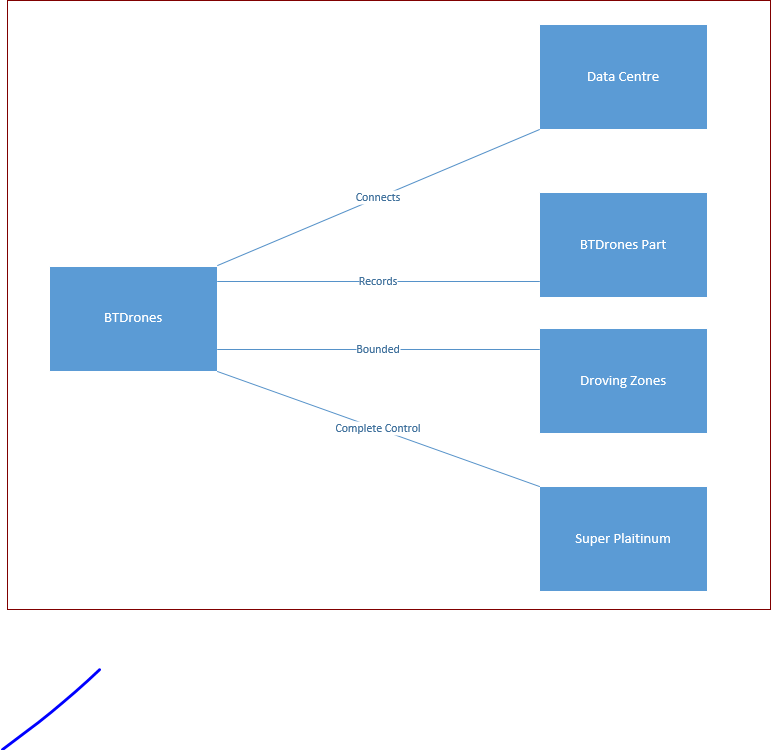 Data Centre
Connects
BTDrones Part
Records
BTDrones
Bounded
Droving Zones
Complete Control
Super Plaitinum